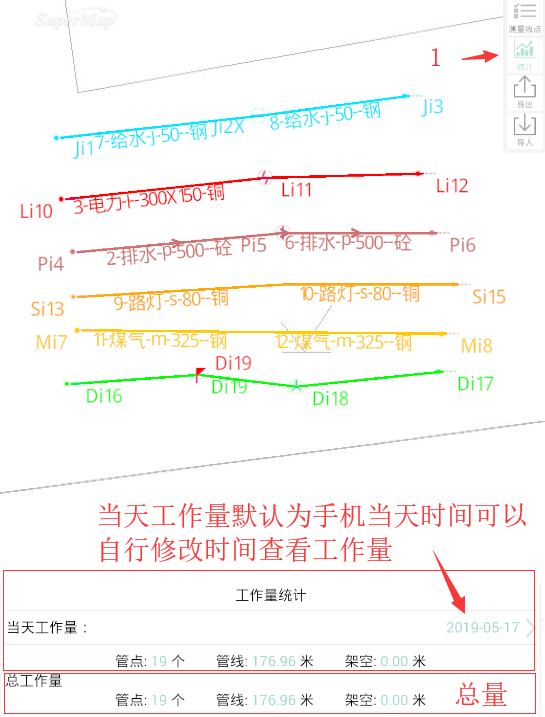 SuperMap
测量收点
1
统计
导出
导入
Ji1 7-给水-J-50--钢 Ji2X 8-给水-J-50--钢 Ji3
Li10 3-电力-l-300X150-铜 Li11 Li12
Pi4 2-排水-p-500--砼 Pi5 6-排水-p-500--砼 Pi6
Si13 9-路灯-s-80--铜 10-路灯-s-80--铜 Si15
Mi7 11-煤气-m-325--钢 12-煤气-m-325--钢 Mi8
Di19
Di16 Di19 Di18 Di17
当天工作量默认为手机当天时间可以
自行修改时间查看工作量
工作量统计
当天工作量： 2019-05-17
管点: 19 个 管线: 176.96 米 架空: 0.00 米
总工作量
管点: 19 个 管线: 176.96 米 架空: 0.00 米
总量